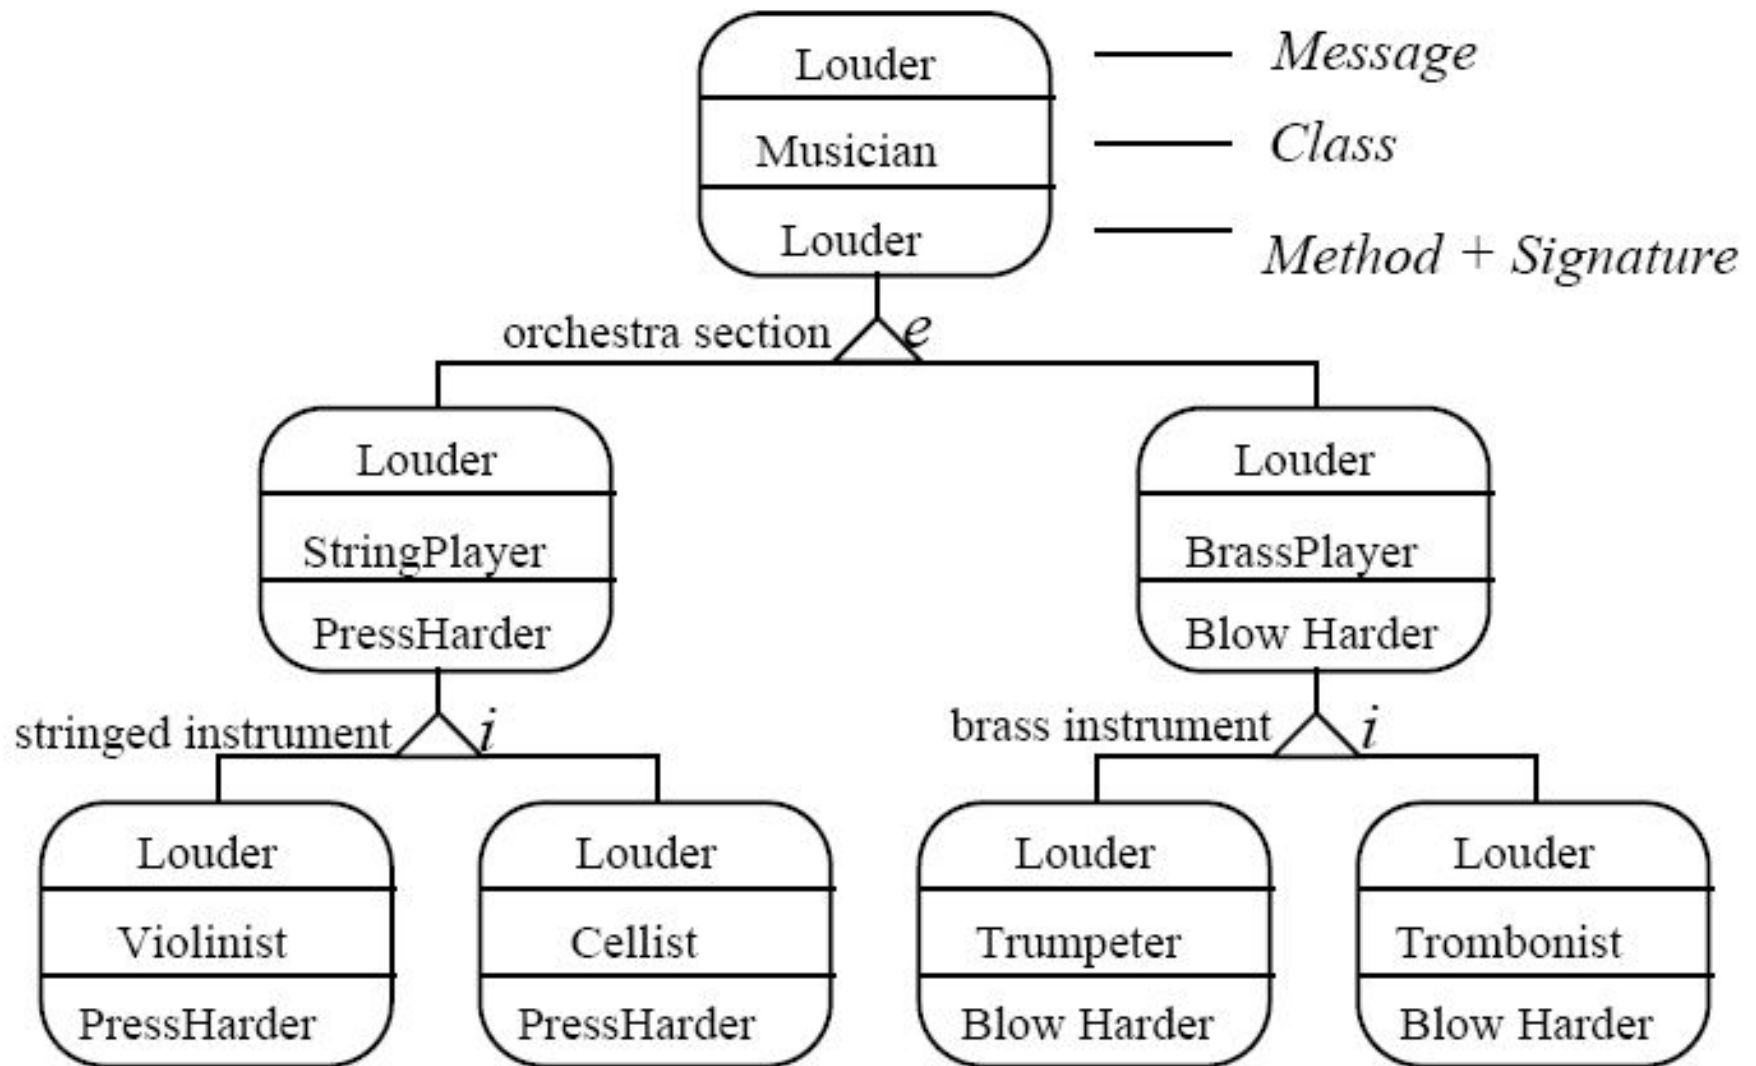 Louder
Musician
Louder
Message
Class
Method + Signature
orchestra section
e
Louder
StringPlayer
PressHarder
Louder
BrassPlayer
Blow Harder
stringed instrument
i
brass instrument
i
Louder
Violinist
PressHarder
Louder
Cellist
PressHarder
Louder
Trumpeter
Blow Harder
Louder
Trombonist
Blow Harder